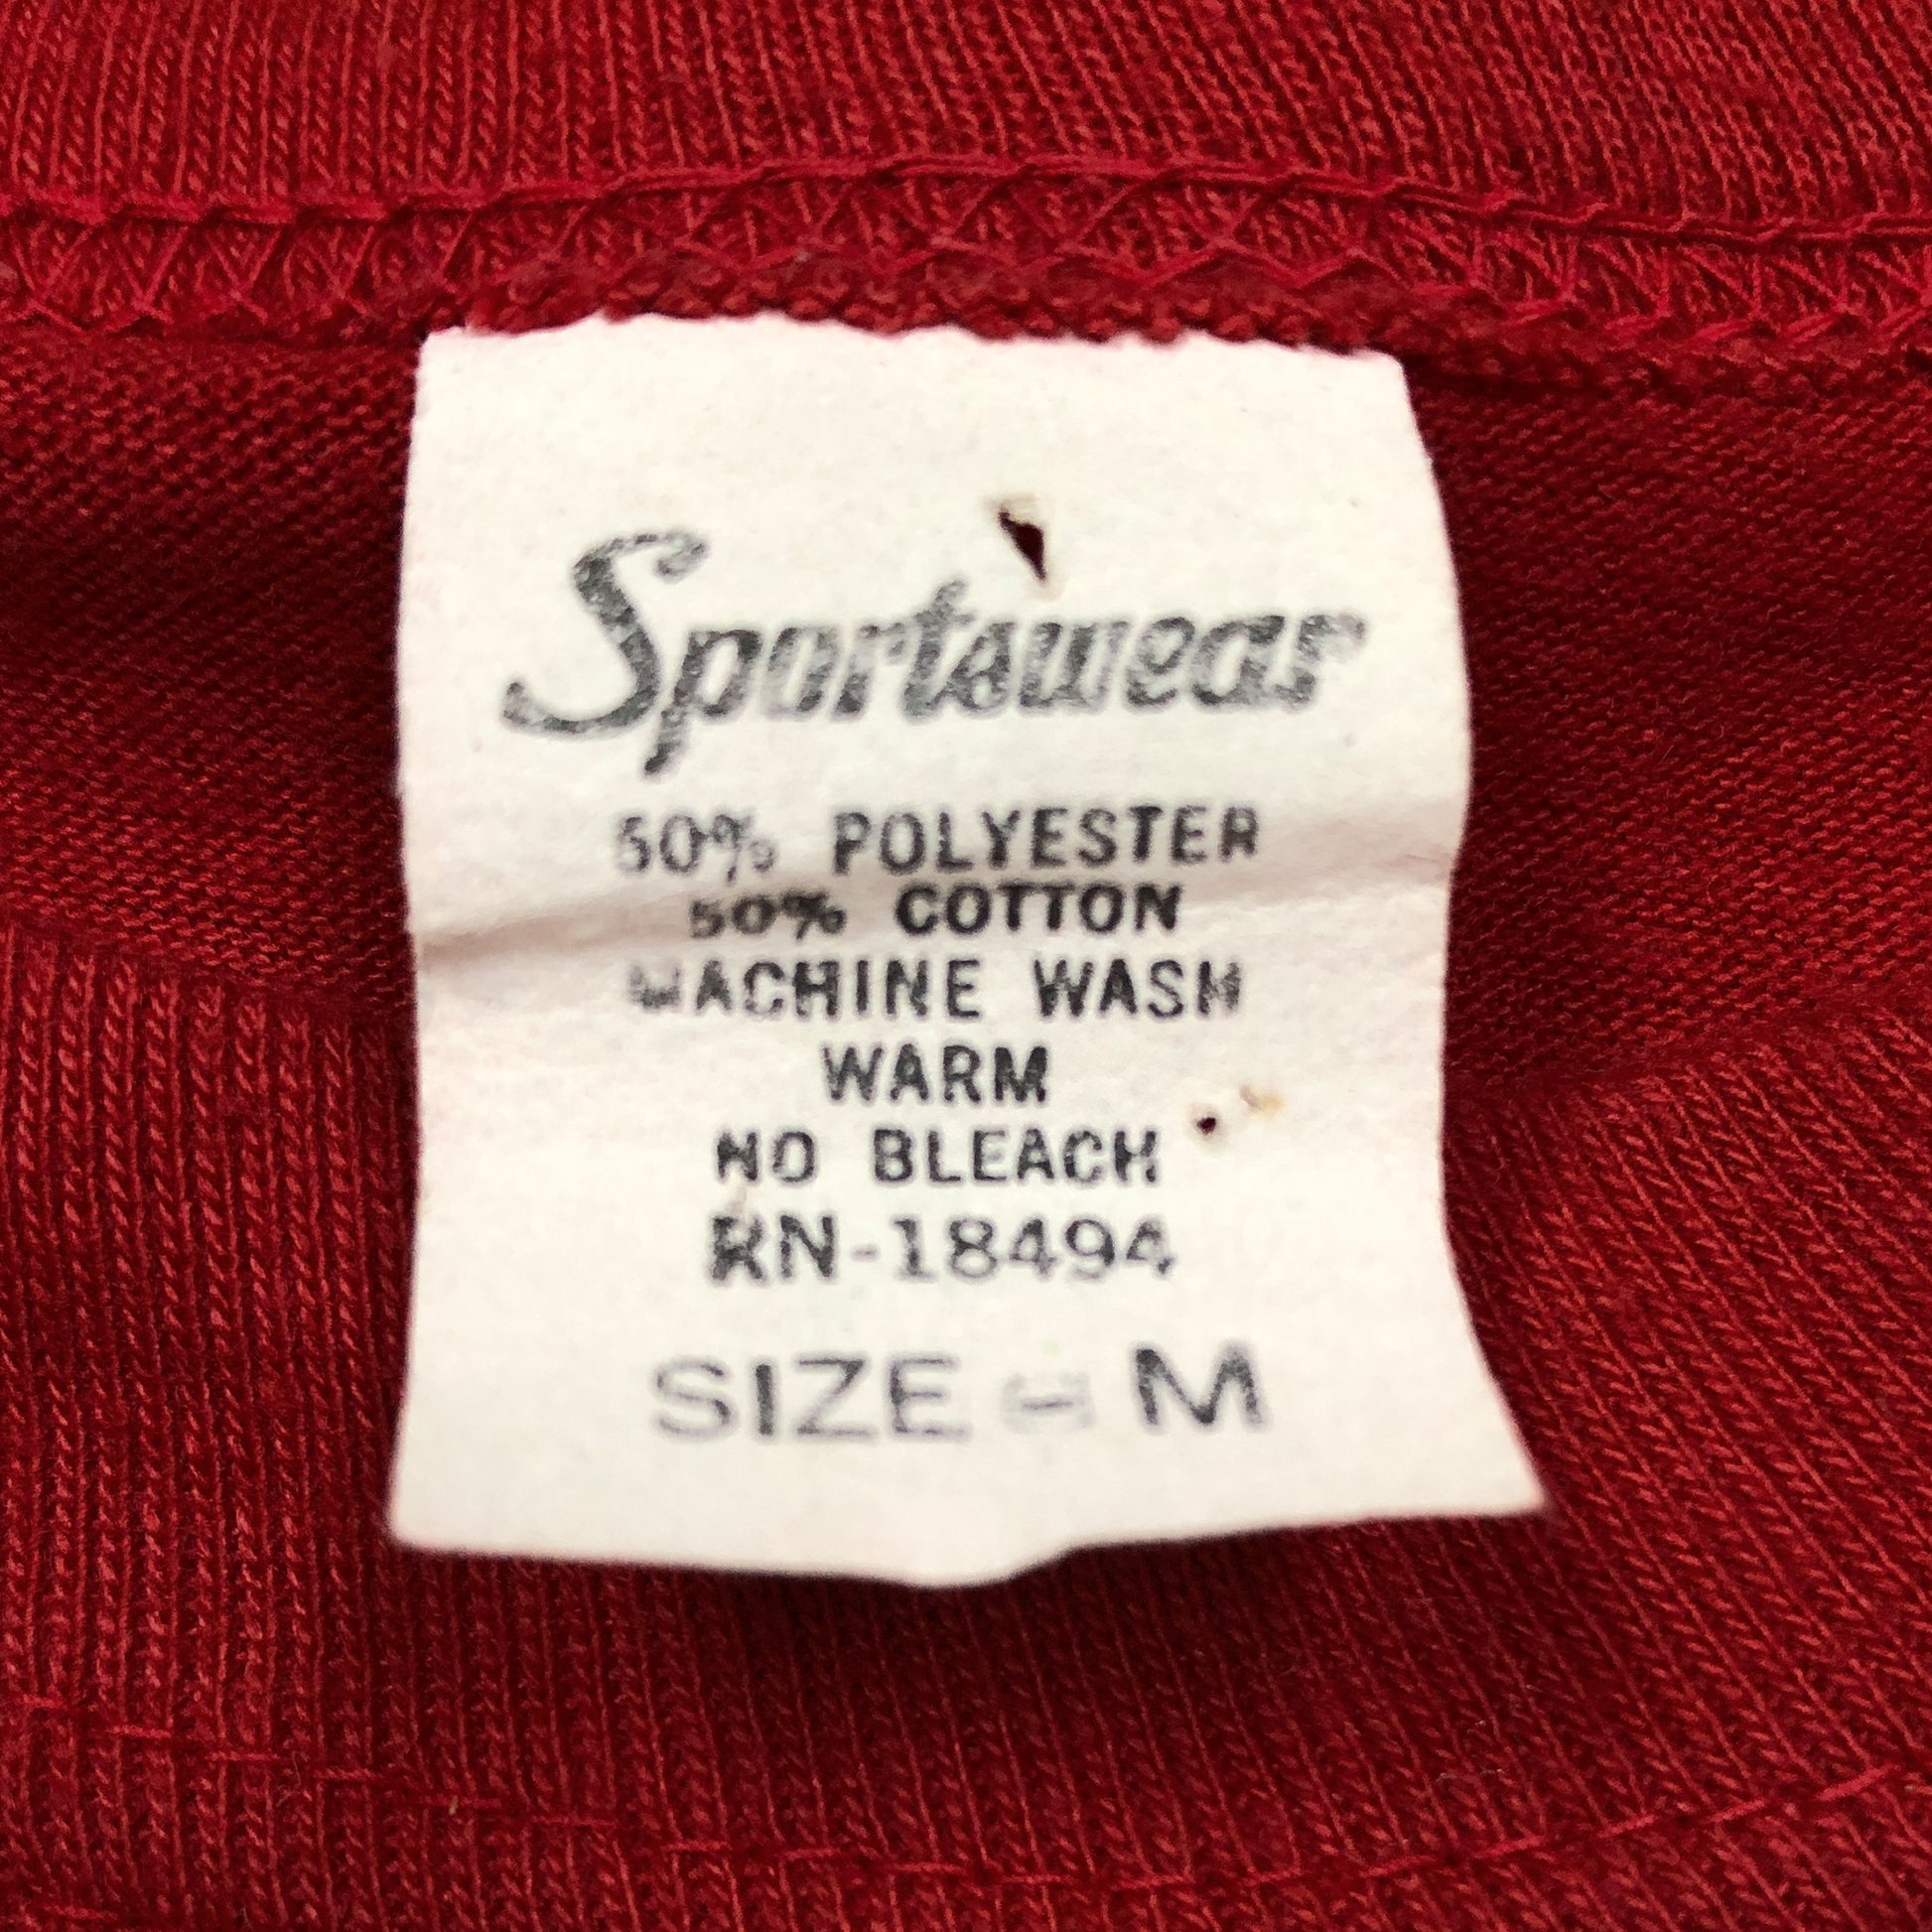 Sportswear
50% POLYESTER
50% COTTON
MACHINE WASH
WARM
NO BLEACH
RN-18494
SIZE - M